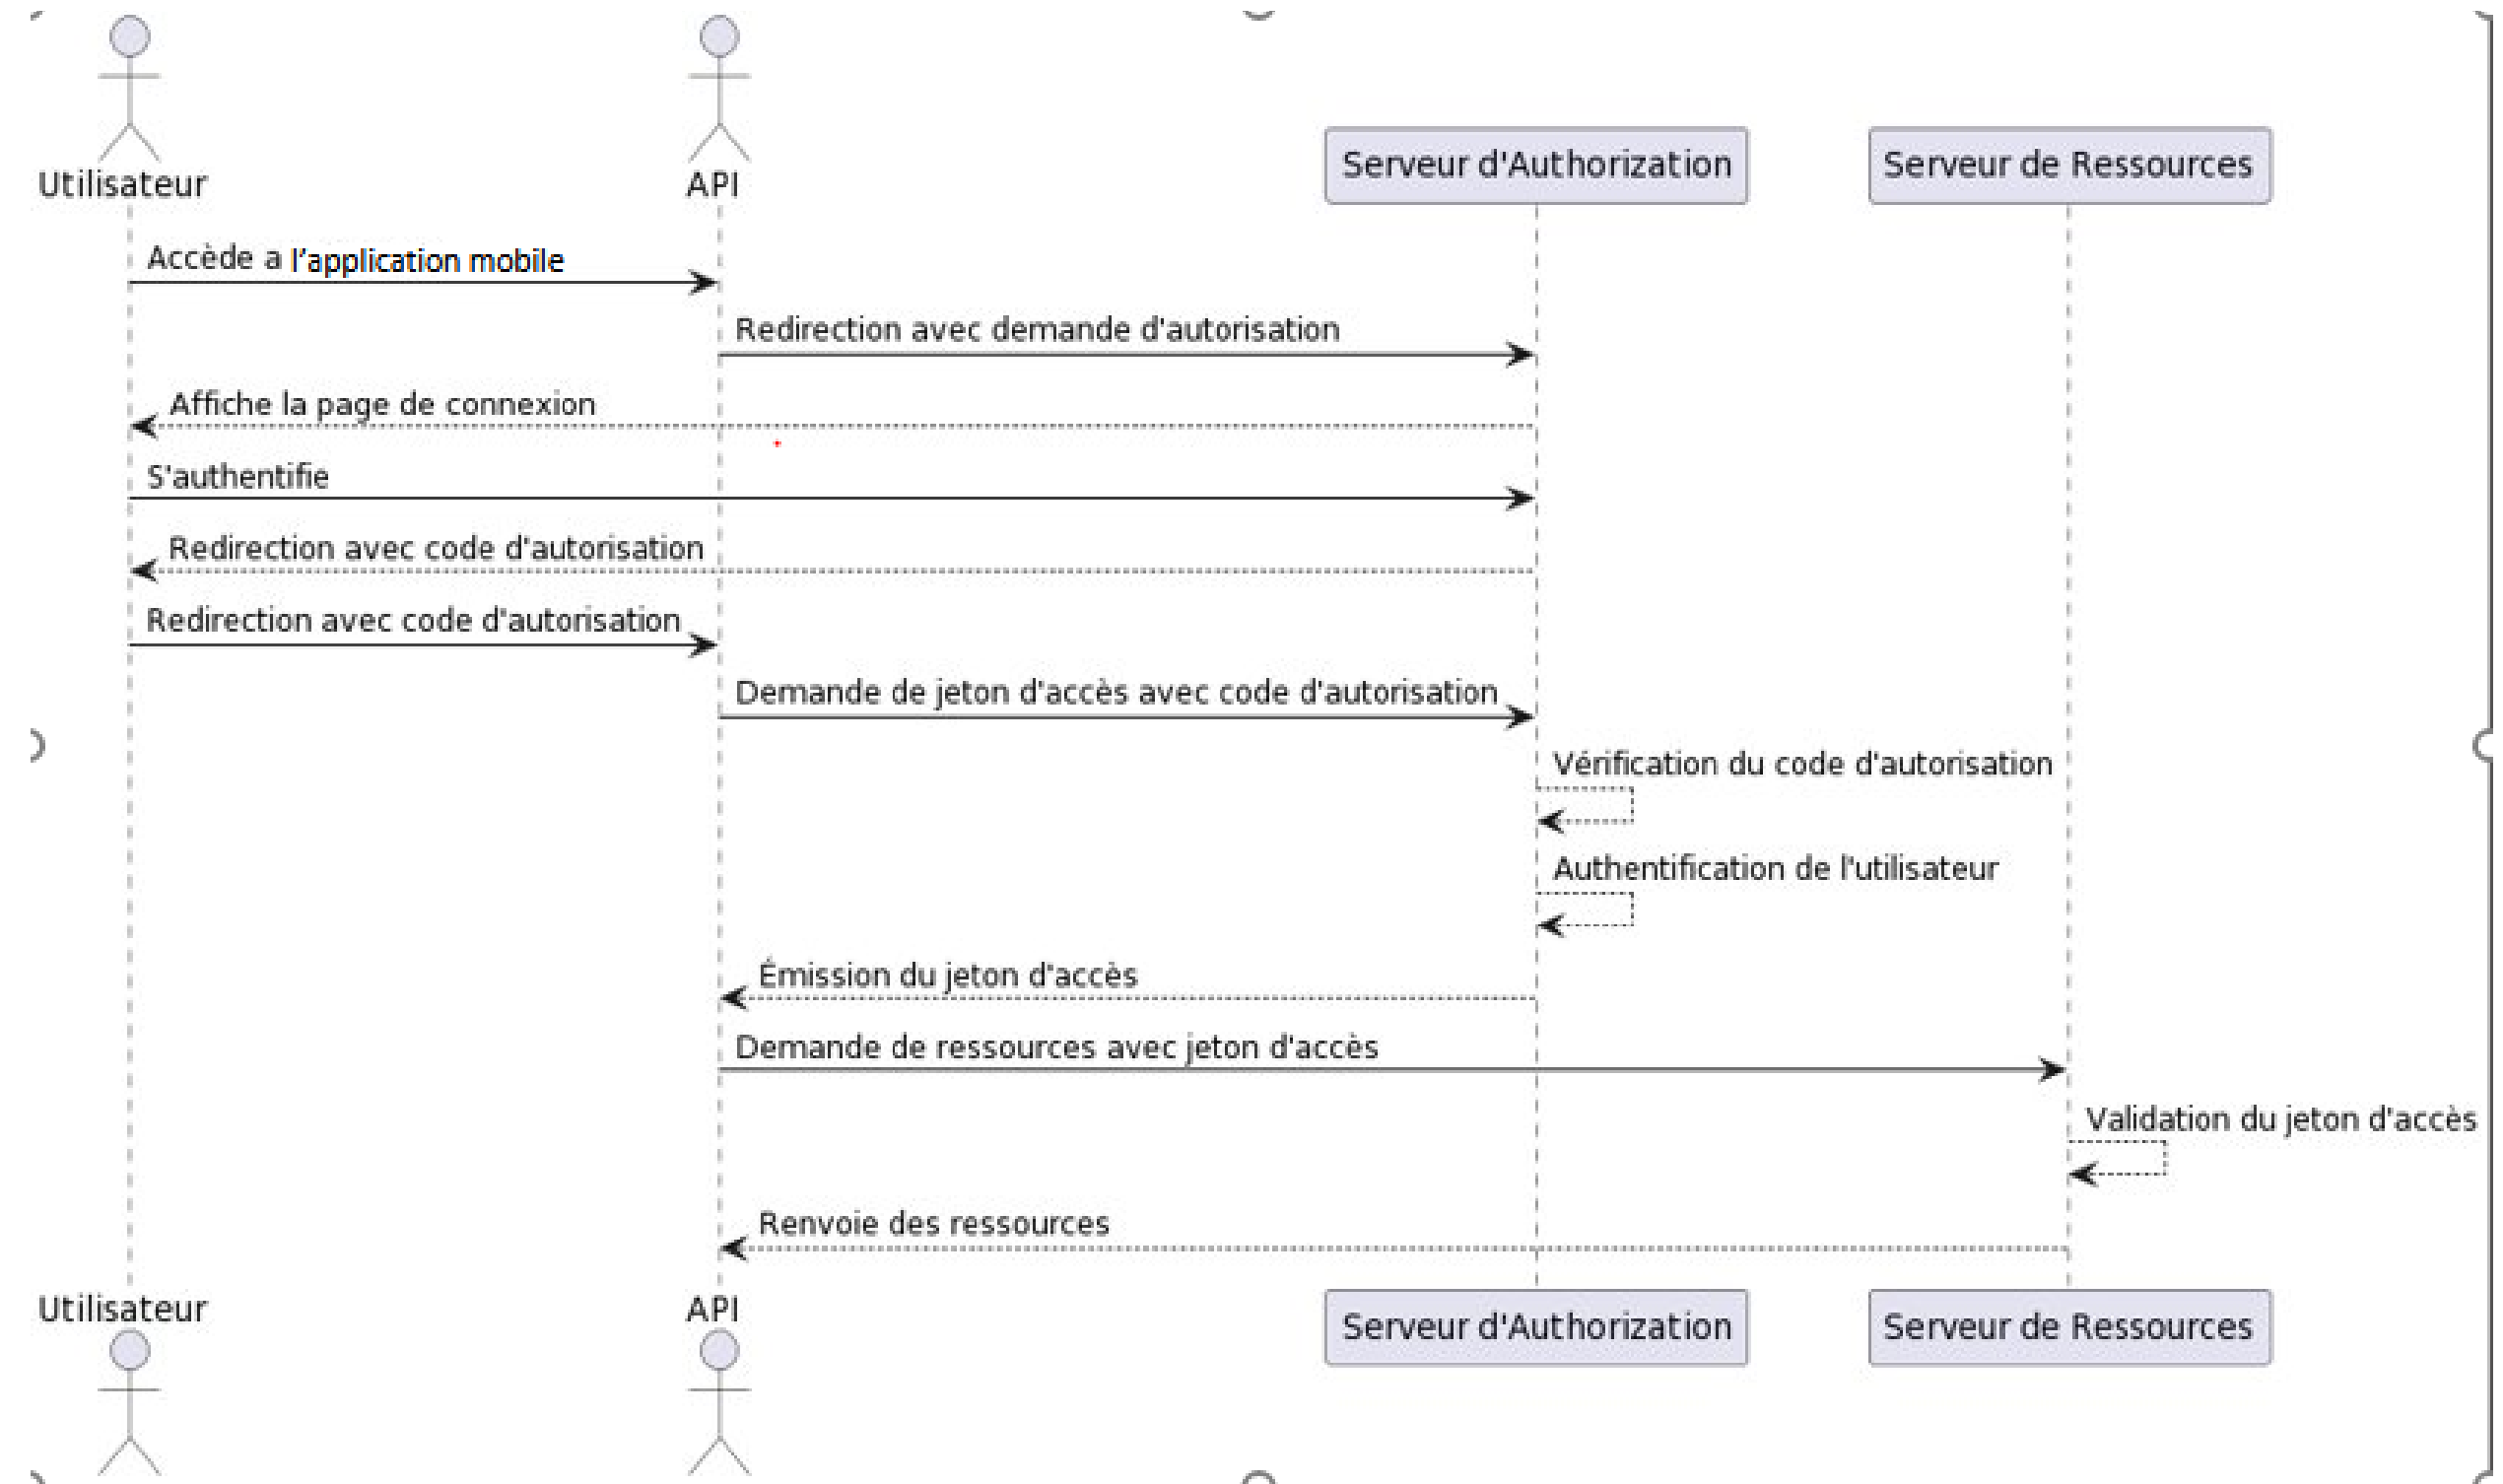 Utilisateur
API
Serveur d'Authorization
Serveur de Ressources
Accède a l'application mobile
Redirection avec demande d'autorisation
Affiche la page de connexion
S'authentifie
Redirection avec code d'autorisation
Redirection avec code d'autorisation
Demande de jeton d'accès avec code d'autorisation
Vérification du code d'autorisation
Authentification de l'utilisateur
Émission du jeton d'accès
Demande de ressources avec jeton d'accès
Validation du jeton d'accès
Renvoie des ressources
Utilisateur
API
Serveur d'Authorization
Serveur de Ressources